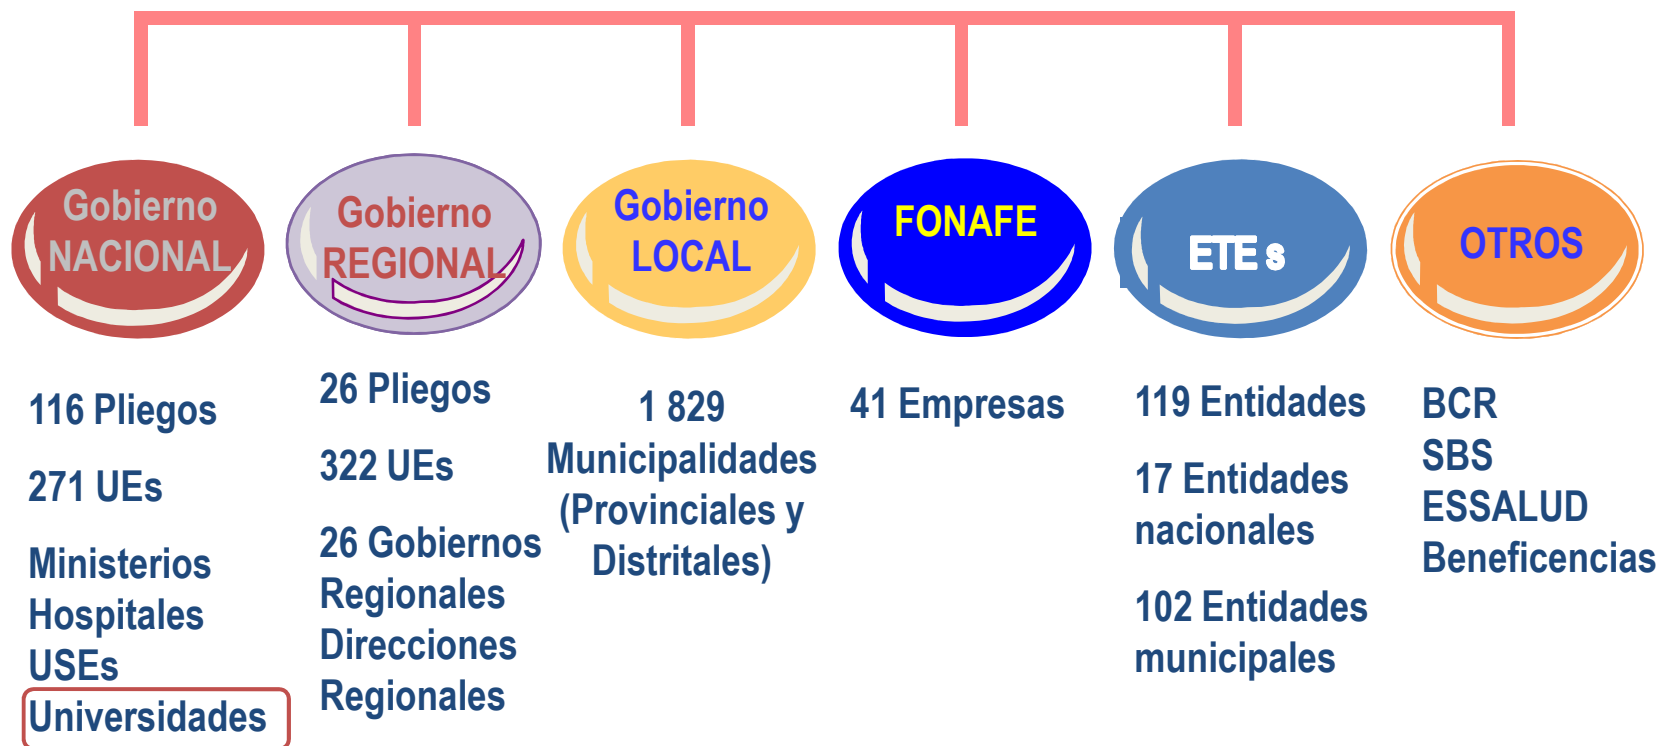 Gobierno
NACIONAL
116 Pliegos
271 UEs
Ministerios
Hospitales
USEs
Universidades
Gobierno
REGIONAL
26 Pliegos
322 UEs
26 Gobiernos
Regionales
Direcciones
Regionales
Gobierno
LOCAL
1 829
Municipalidades
(Provinciales y
Distritales)
FONAFE
41 Empresas
ETE s
119 Entidades
17 Entidades
nacionales
102 Entidades
municipales
OTROS
BCR
SBS
ESSALUD
Beneficencias